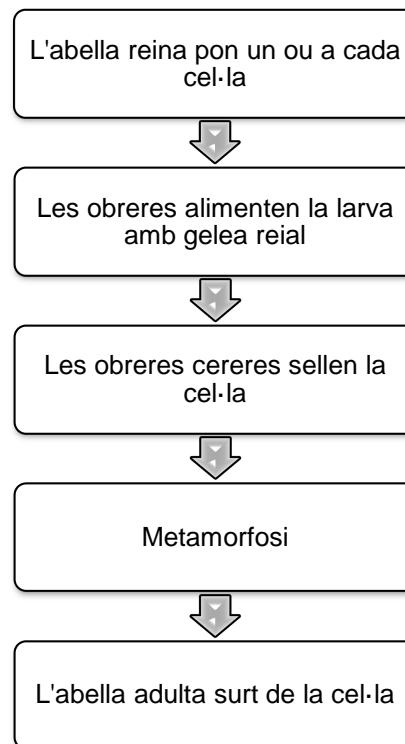 L'abella reina pon un ou a cada
cel·la
Les obreres alimenten la larva
amb gelea reial
Les obreres cereres sellen la
cel·la
Metamorfosi
L'abella adulta surt de la cel·la